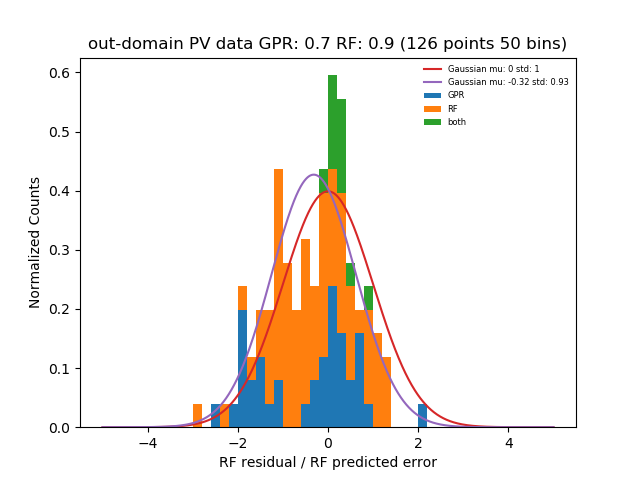 out-domain PV data GPR: 0.7 RF: 0.9 (126 points 50 bins)
Gaussian mu: 0 std: 1
Gaussian mu: -0.32 std: 0.93
GPR
RF
both
Normalized Counts
0.6
0.5
0.4
0.3
0.2
0.1
0.0
−4 −2 0 2 4
RF residual / RF predicted error